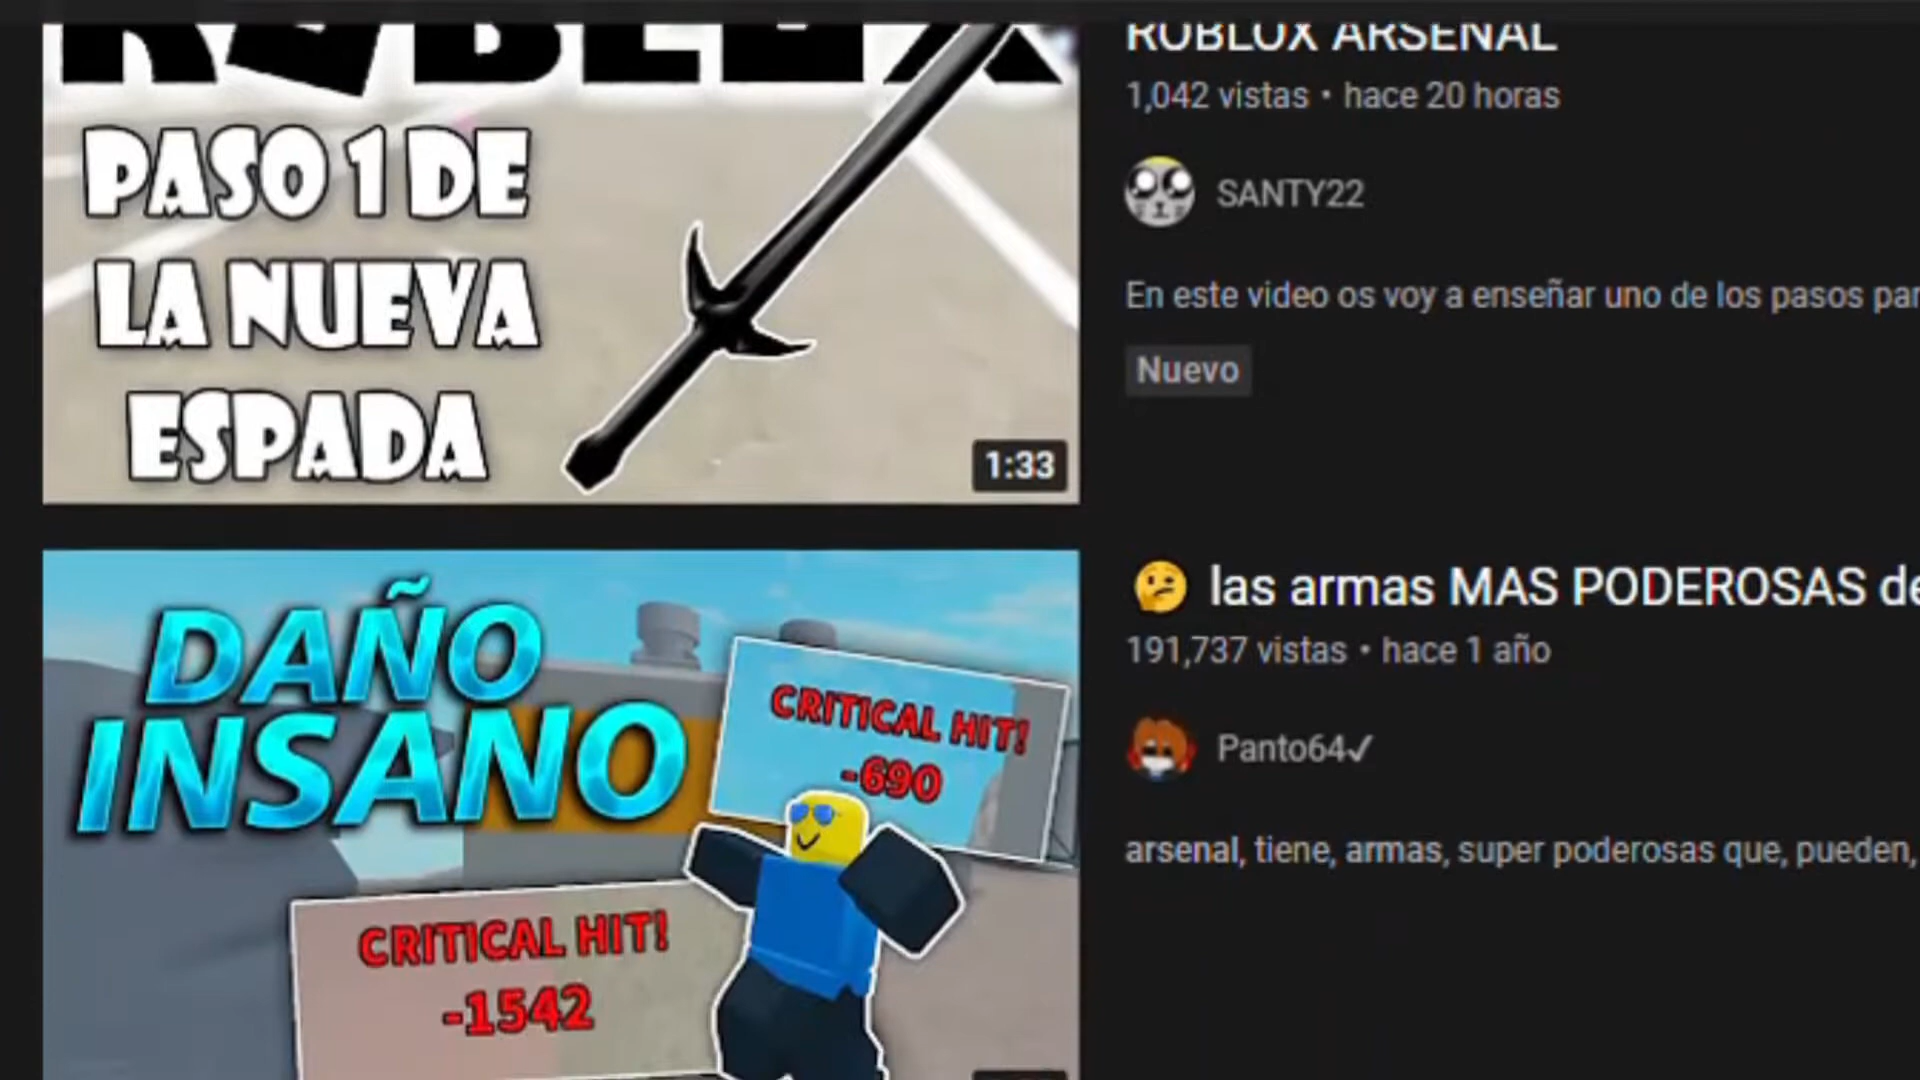 ROBLOX
PASO 1 DE
LA NUEVA
ESPADA
1:33
ROBLOX ARSENAL
1,042 vistas • hace 20 horas
SANTY22
En este video os voy a enseñar uno de los pasos par
Nuevo
DAÑO
INSANO
CRITICAL HIT!
-690
CRITICAL HIT!
-1542
🤔 las armas MAS PODEROSAS de
191,737 vistas • hace 1 año
Panto64✓
arsenal, tiene, armas, super poderosas que, pueden,